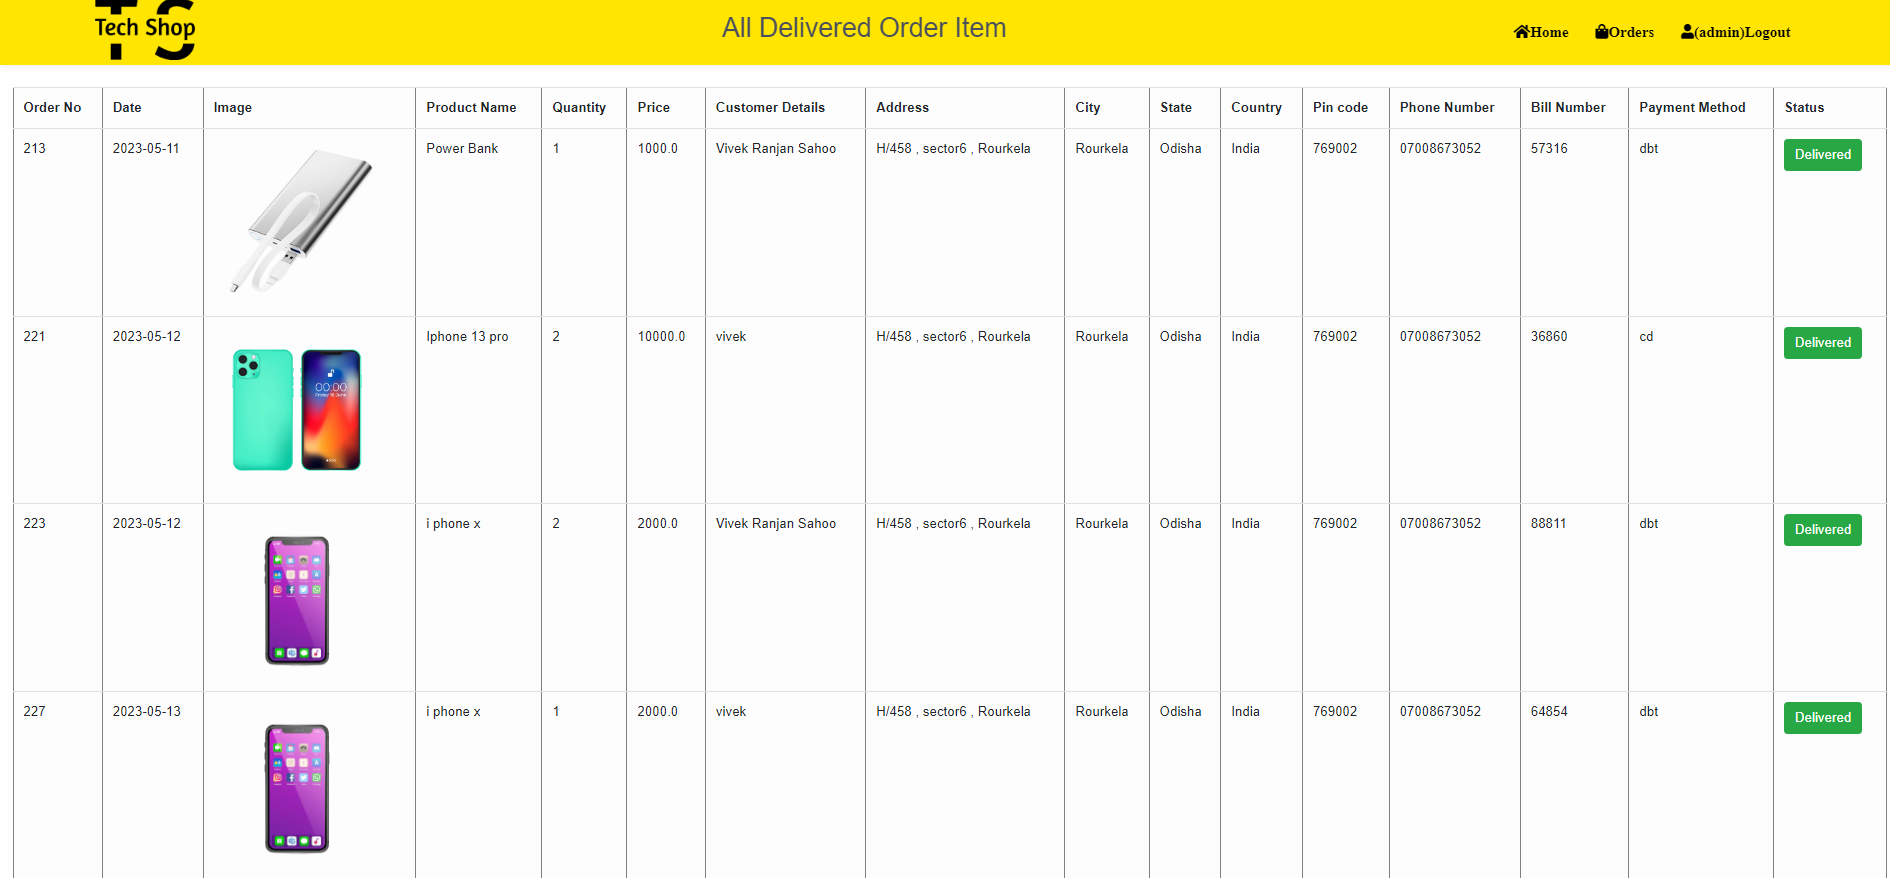 Tech Shop
TS
All Delivered Order Item
Home Orders (admin)Logout
Order No Date Image Product Name Quantity Price Customer Details Address City State Country Pin code Phone Number Bill Number Payment Method Status
213 2023-05-11 Power Bank 1 1000.0 Vivek Ranjan Sahoo H/458 , sector6 , Rourkela Rourkela Odisha India 769002 07008673052 57316 dbt Delivered
221 2023-05-12 Iphone 13 pro 2 10000.0 vivek H/458 , sector6 , Rourkela Rourkela Odisha India 769002 07008673052 36860 cd Delivered
00:00
Friday 18 June
223 2023-05-12 i phone x 2 2000.0 Vivek Ranjan Sahoo H/458 , sector6 , Rourkela Rourkela Odisha India 769002 07008673052 88811 dbt Delivered
227 2023-05-13 i phone x 1 2000.0 vivek H/458 , sector6 , Rourkela Rourkela Odisha India 769002 07008673052 64854 dbt Delivered